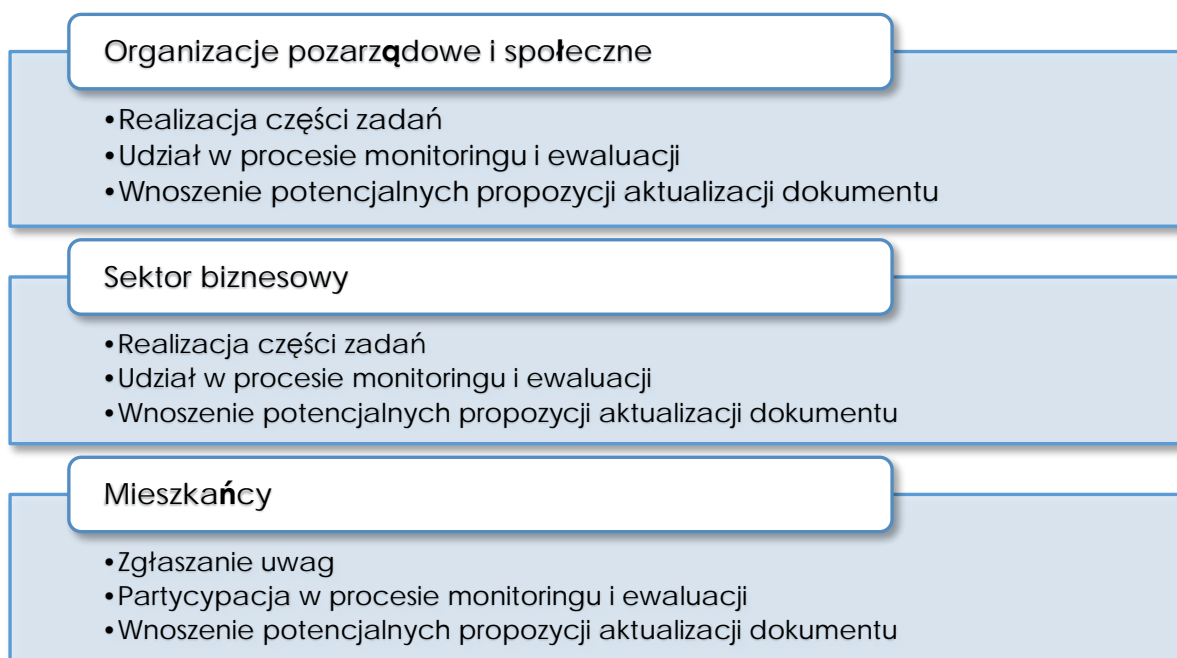 Organizacje pozarządowe i społeczne
•Realizacja części zadań
•Udział w procesie monitoringu i ewaluacji
•Wnoszenie potencjalnych propozycji aktualizacji dokumentu
Sektor biznesowy
•Realizacja części zadań
•Udział w procesie monitoringu i ewaluacji
•Wnoszenie potencjalnych propozycji aktualizacji dokumentu
Mieszkańcy
•Zgłaszanie uwag
•Partycypacja w procesie monitoringu i ewaluacji
•Wnoszenie potencjalnych propozycji aktualizacji dokumentu